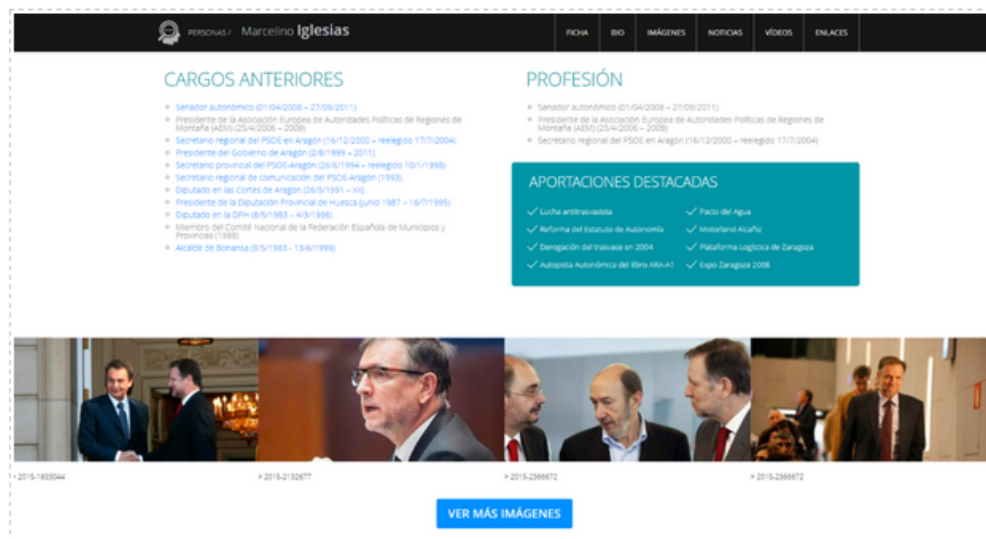 PERSONAS / Marcelino Iglesias
FICHA BIO IMÁGENES NOTICIAS VÍDEOS ENLACES
CARGOS ANTERIORES
Senador autonómico (01/04/2008 – 27/09/2011)
Presidente de la Asociación Europea de Autoridades Políticas de Regiones de
Montaña (AEM) (25/4/2006 – 2009)
Secretario regional del PSOE en Aragón (16/12/2000 – reelegido 17/7/2004)
Presidente del Gobierno de Aragón (2/8/1999 – 2011)
Secretario provincial del PSOE-Aragón (26/6/1994 – reelegido 10/1/1998)
Secretario regional de comunicación del PSOE-Aragón (1993)
Diputado en las Cortes de Aragón (26/5/1991 – XX)
Presidente de la Diputación Provincial de Huesca (junio 1987 – 16/7/1995)
Diputado en la DPH (8/5/1983 – 4/3/1998)
Miembro del Comité Nacional de la Federación Española de Municipios y
Provincias (1988)
Alcalde de Bonansa (8/5/1983 - 13/6/1999)
PROFESIÓN
Senador autonómico (01/04/2008 – 27/09/2011)
Presidente de la Asociación Europea de Autoridades Políticas de Regiones de
Montaña (AEM) (25/4/2006 – 2009)
Secretario regional del PSOE en Aragón (16/12/2000 – reelegido 17/7/2004)
APORTACIONES DESTACADAS
Lucha antitrasvasista
Reforma del Estatuto de Autonomía
Derogación del trasvase en 2004
Autopista Autonómica del Ebro ARA-A1
Pacto del Agua
Motorland Alcañiz
Plataforma Logística de Zaragoza
Expo Zaragoza 2008
> 2015-1933044
> 2015-2132677
> 2015-2366672
> 2015-2366672
VER MÁS IMÁGENES